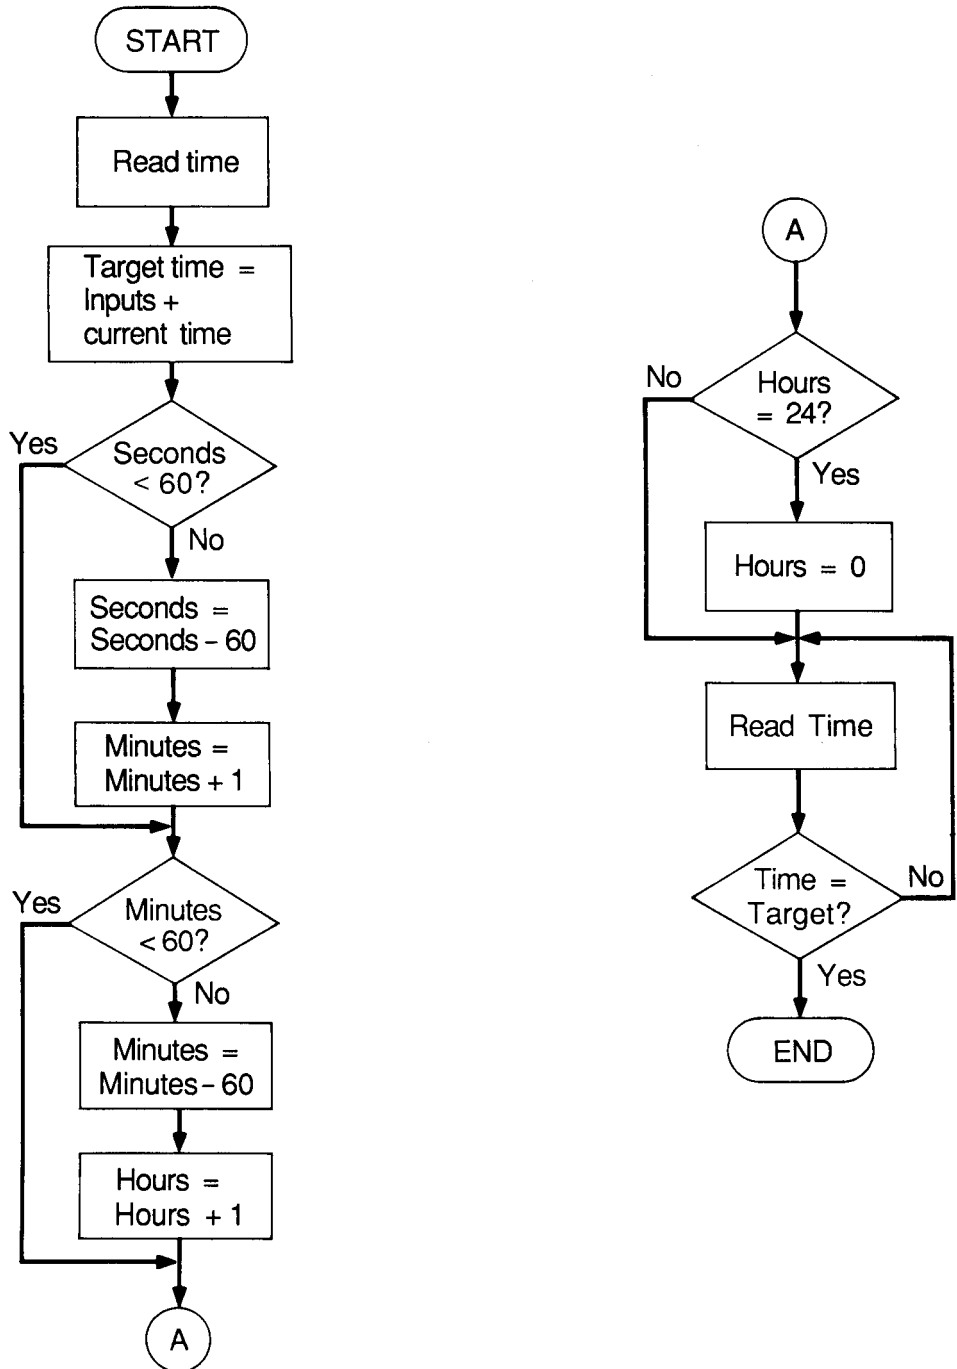 START
Read time
Target time =
Inputs +
current time
Yes
Seconds
< 60?
No
Seconds =
Seconds - 60
Minutes =
Minutes + 1
Yes
Minutes
< 60?
No
Minutes =
Minutes - 60
Hours =
Hours + 1
A
A
No
Hours
= 24?
Yes
Hours = 0
Read Time
Time =
Target?
No
Yes
END